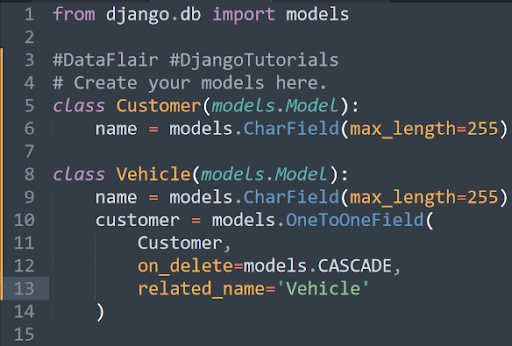 1 from django.db import models
2
3 #DataFlair #DjangoTutorials
4 # Create your models here.
5 class Customer(models.Model):
6     name = models.CharField(max_length=255)
7
8 class Vehicle(models.Model):
9     name = models.CharField(max_length=255)
10     customer = models.OneToOneField(
11         Customer,
12         on_delete=models.CASCADE,
13         related_name='Vehicle'
14     )
15